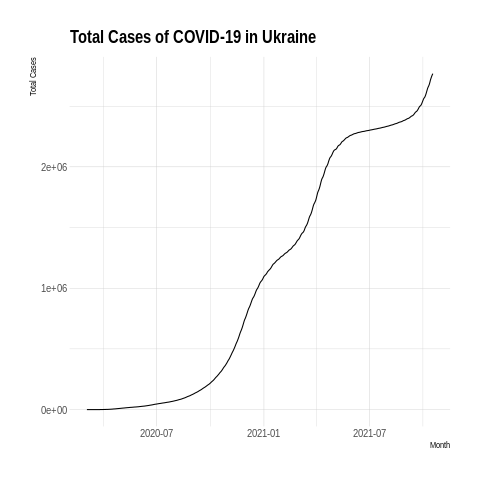 Total Cases of COVID-19 in Ukraine
Total Cases
2e+06
1e+06
0e+00
2020-07 2021-01 2021-07
Month